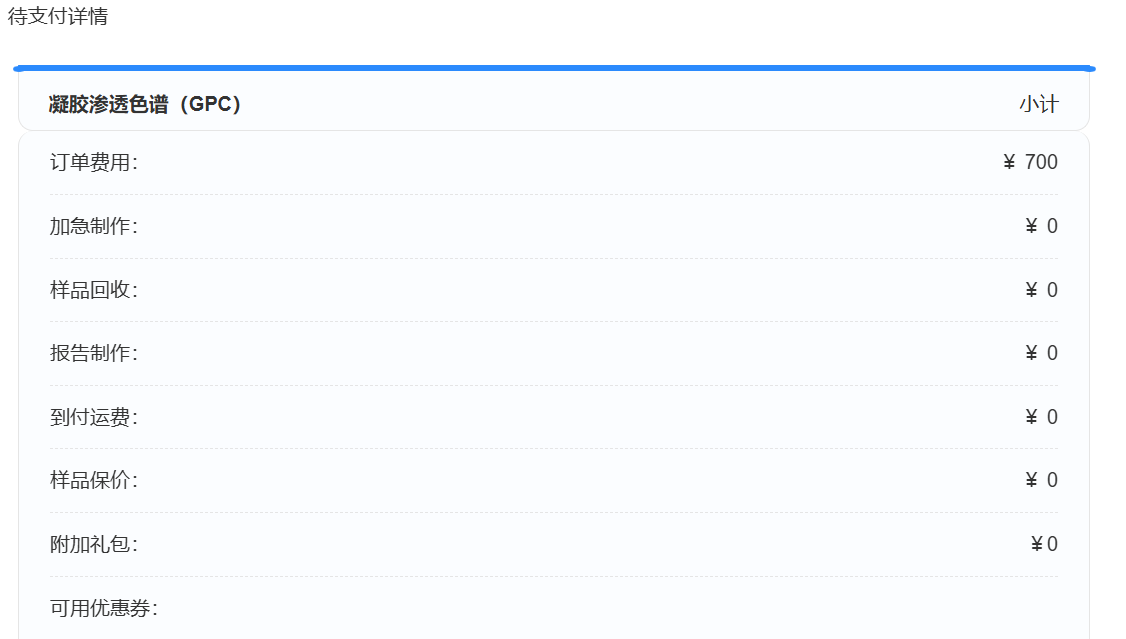 待支付详情
凝胶渗透色谱（GPC） 小计
订单费用： ¥ 700
加急制作： ¥ 0
样品回收： ¥ 0
报告制作： ¥ 0
到付运费： ¥ 0
样品保价： ¥ 0
附加礼包： ¥0
可用优惠券：